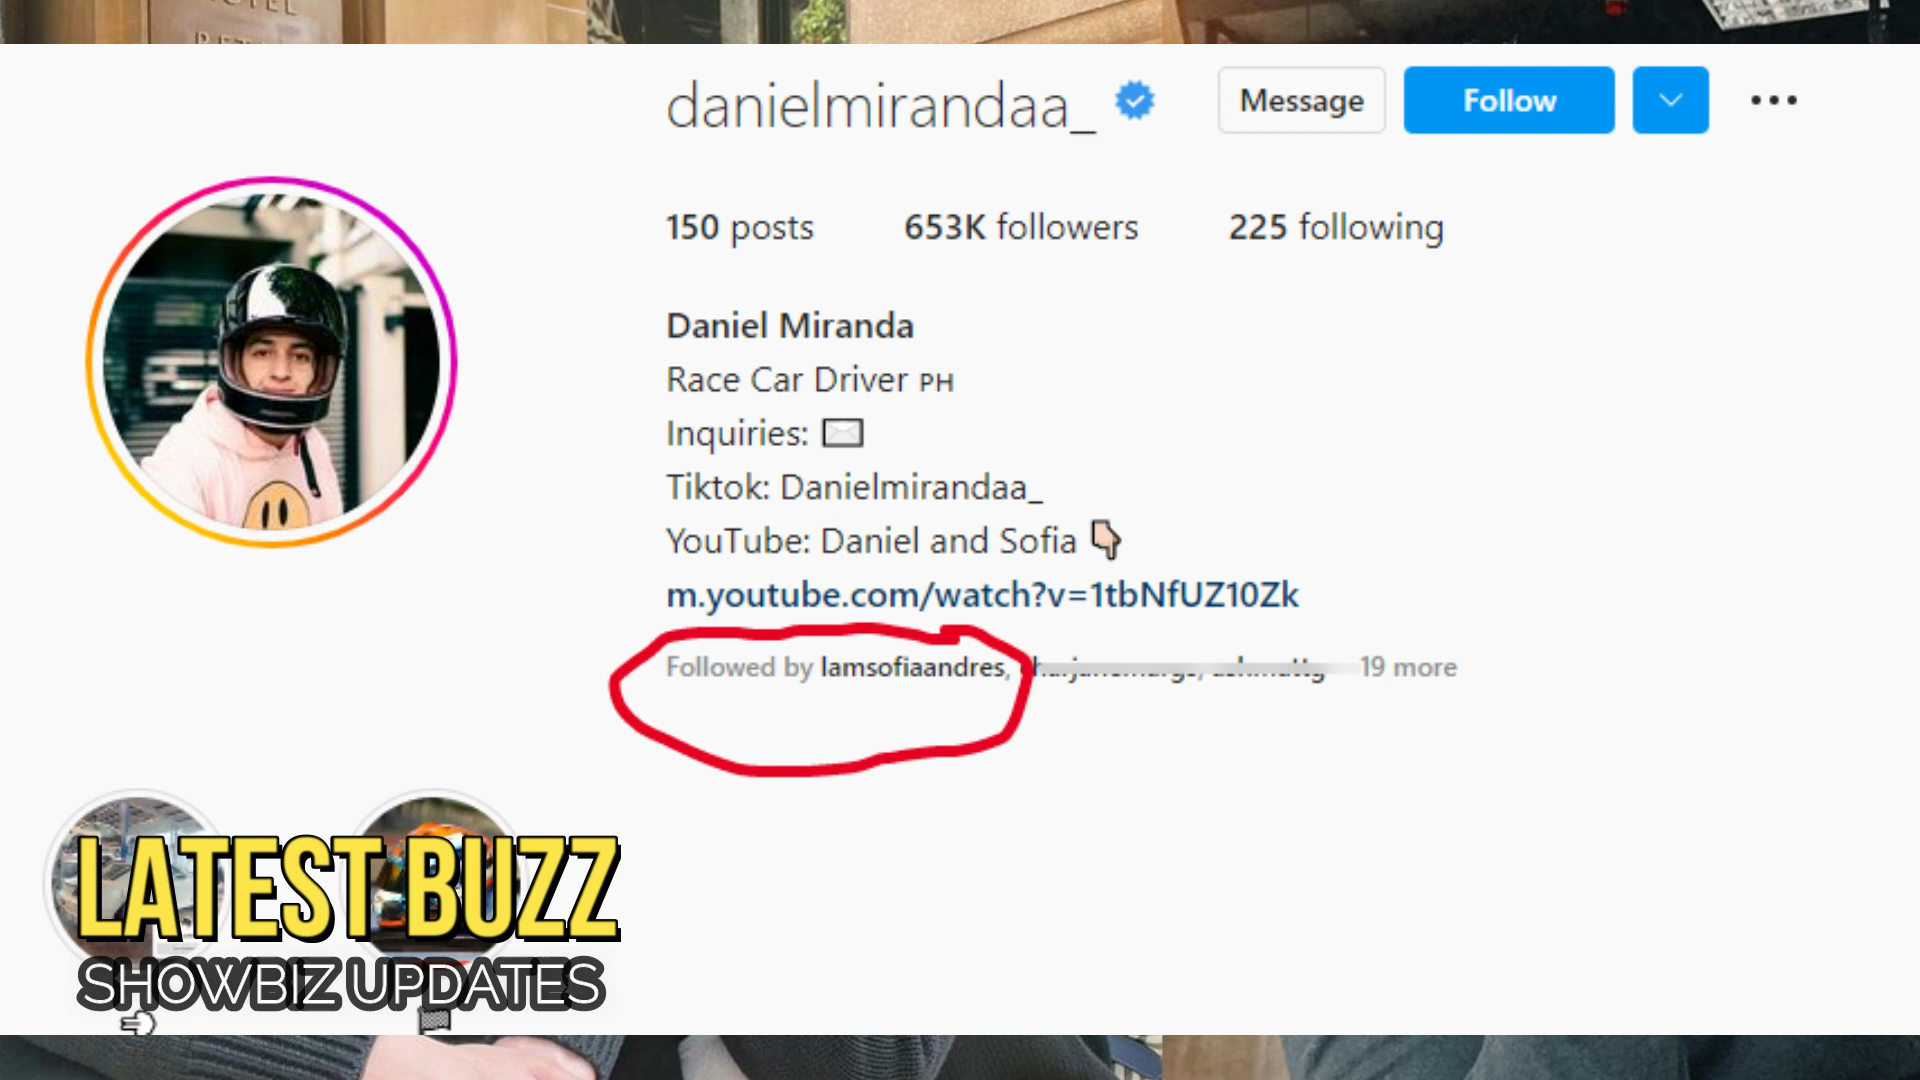 HOTEL
danielmirandaa_
Message
Follow
150 posts
653K followers
225 following
Daniel Miranda
Race Car Driver PH
Inquiries:
Tiktok: Danielmirandaa_
YouTube: Daniel and Sofia
m.youtube.com/watch?v=1tbNfUZ10Zk
Followed by Iamsofiaandres, 19 more
LATEST BUZZ
SHOWBIZ UPDATES